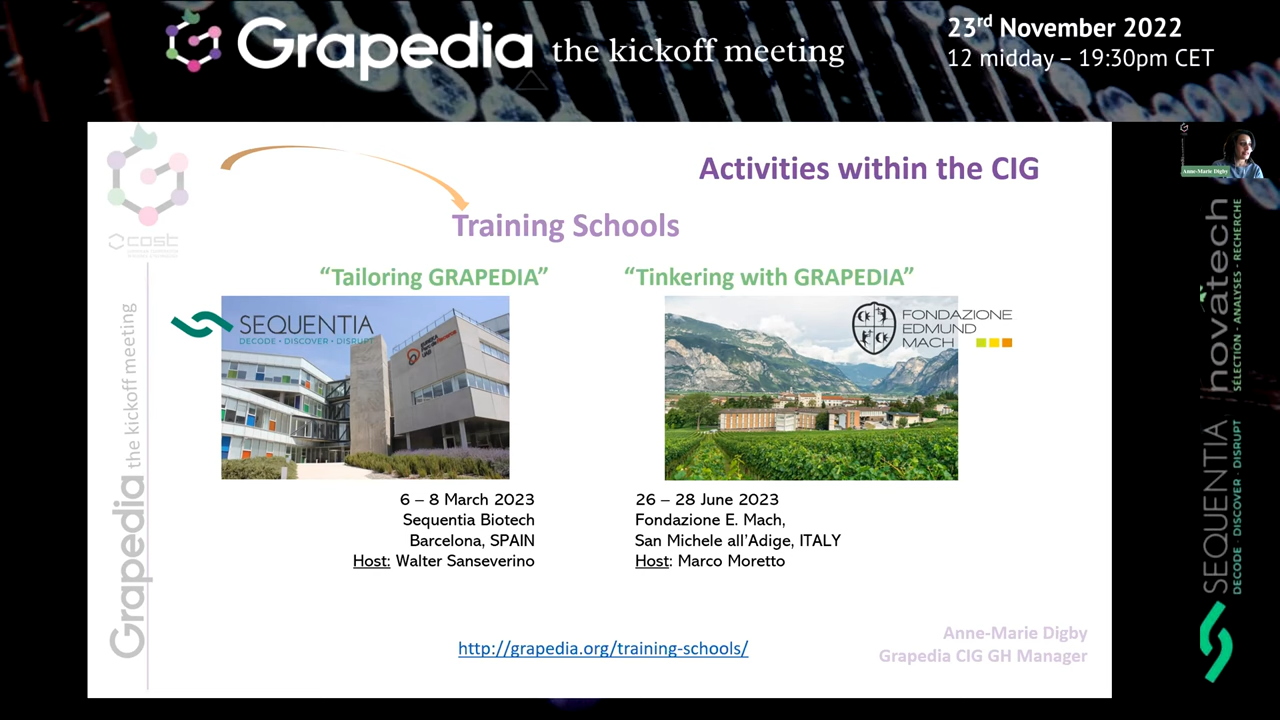 Grapedia the kickoff meeting
23rd November 2022
12 midday – 19:30pm CET
Activities within the CIG
Training Schools
cost
“Tailoring GRAPEDIA”
“Tinkering with GRAPEDIA”
SEQUENTIA
DECODE • DISCOVER • DISRUPT
EUREKA
UAB
FONDAZIONE
EDMUND
MACH
6 – 8 March 2023
Sequentia Biotech
Barcelona, SPAIN
Host: Walter Sanseverino
26 – 28 June 2023
Fondazione E. Mach,
San Michele all’Adige, ITALY
Host: Marco Moretto
http://grapedia.org/training-schools/
Anne-Marie Digby
Grapedia CIG GH Manager
Grapedia the kickoff meeting
Anne-Marie Digby
novatech
SÉLECTION - ANALYSES - RECHERCHE
SEQUENTIA
DECODE · DISCOVER · DISRUPT